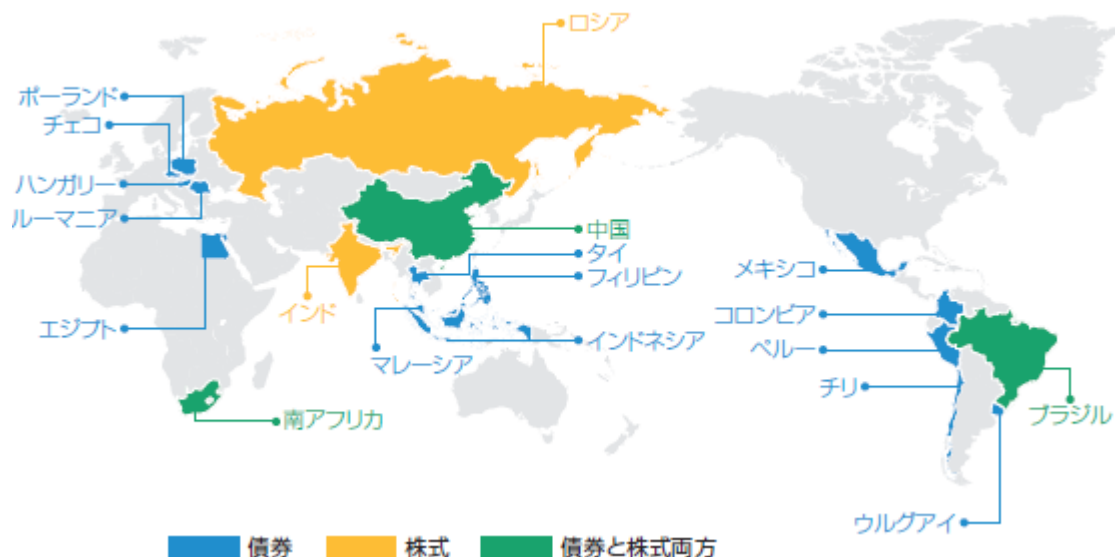 ロシア
ポーランド
チェコ
ハンガリー
ルーマニア
中国
タイ
フィリピン
メキシコ
インド
コロンビア
エジプト
インドネシア
ペルー
マレーシア
チリ
南アフリカ
ブラジル
ウルグアイ
債券
株式
債券と株式両方